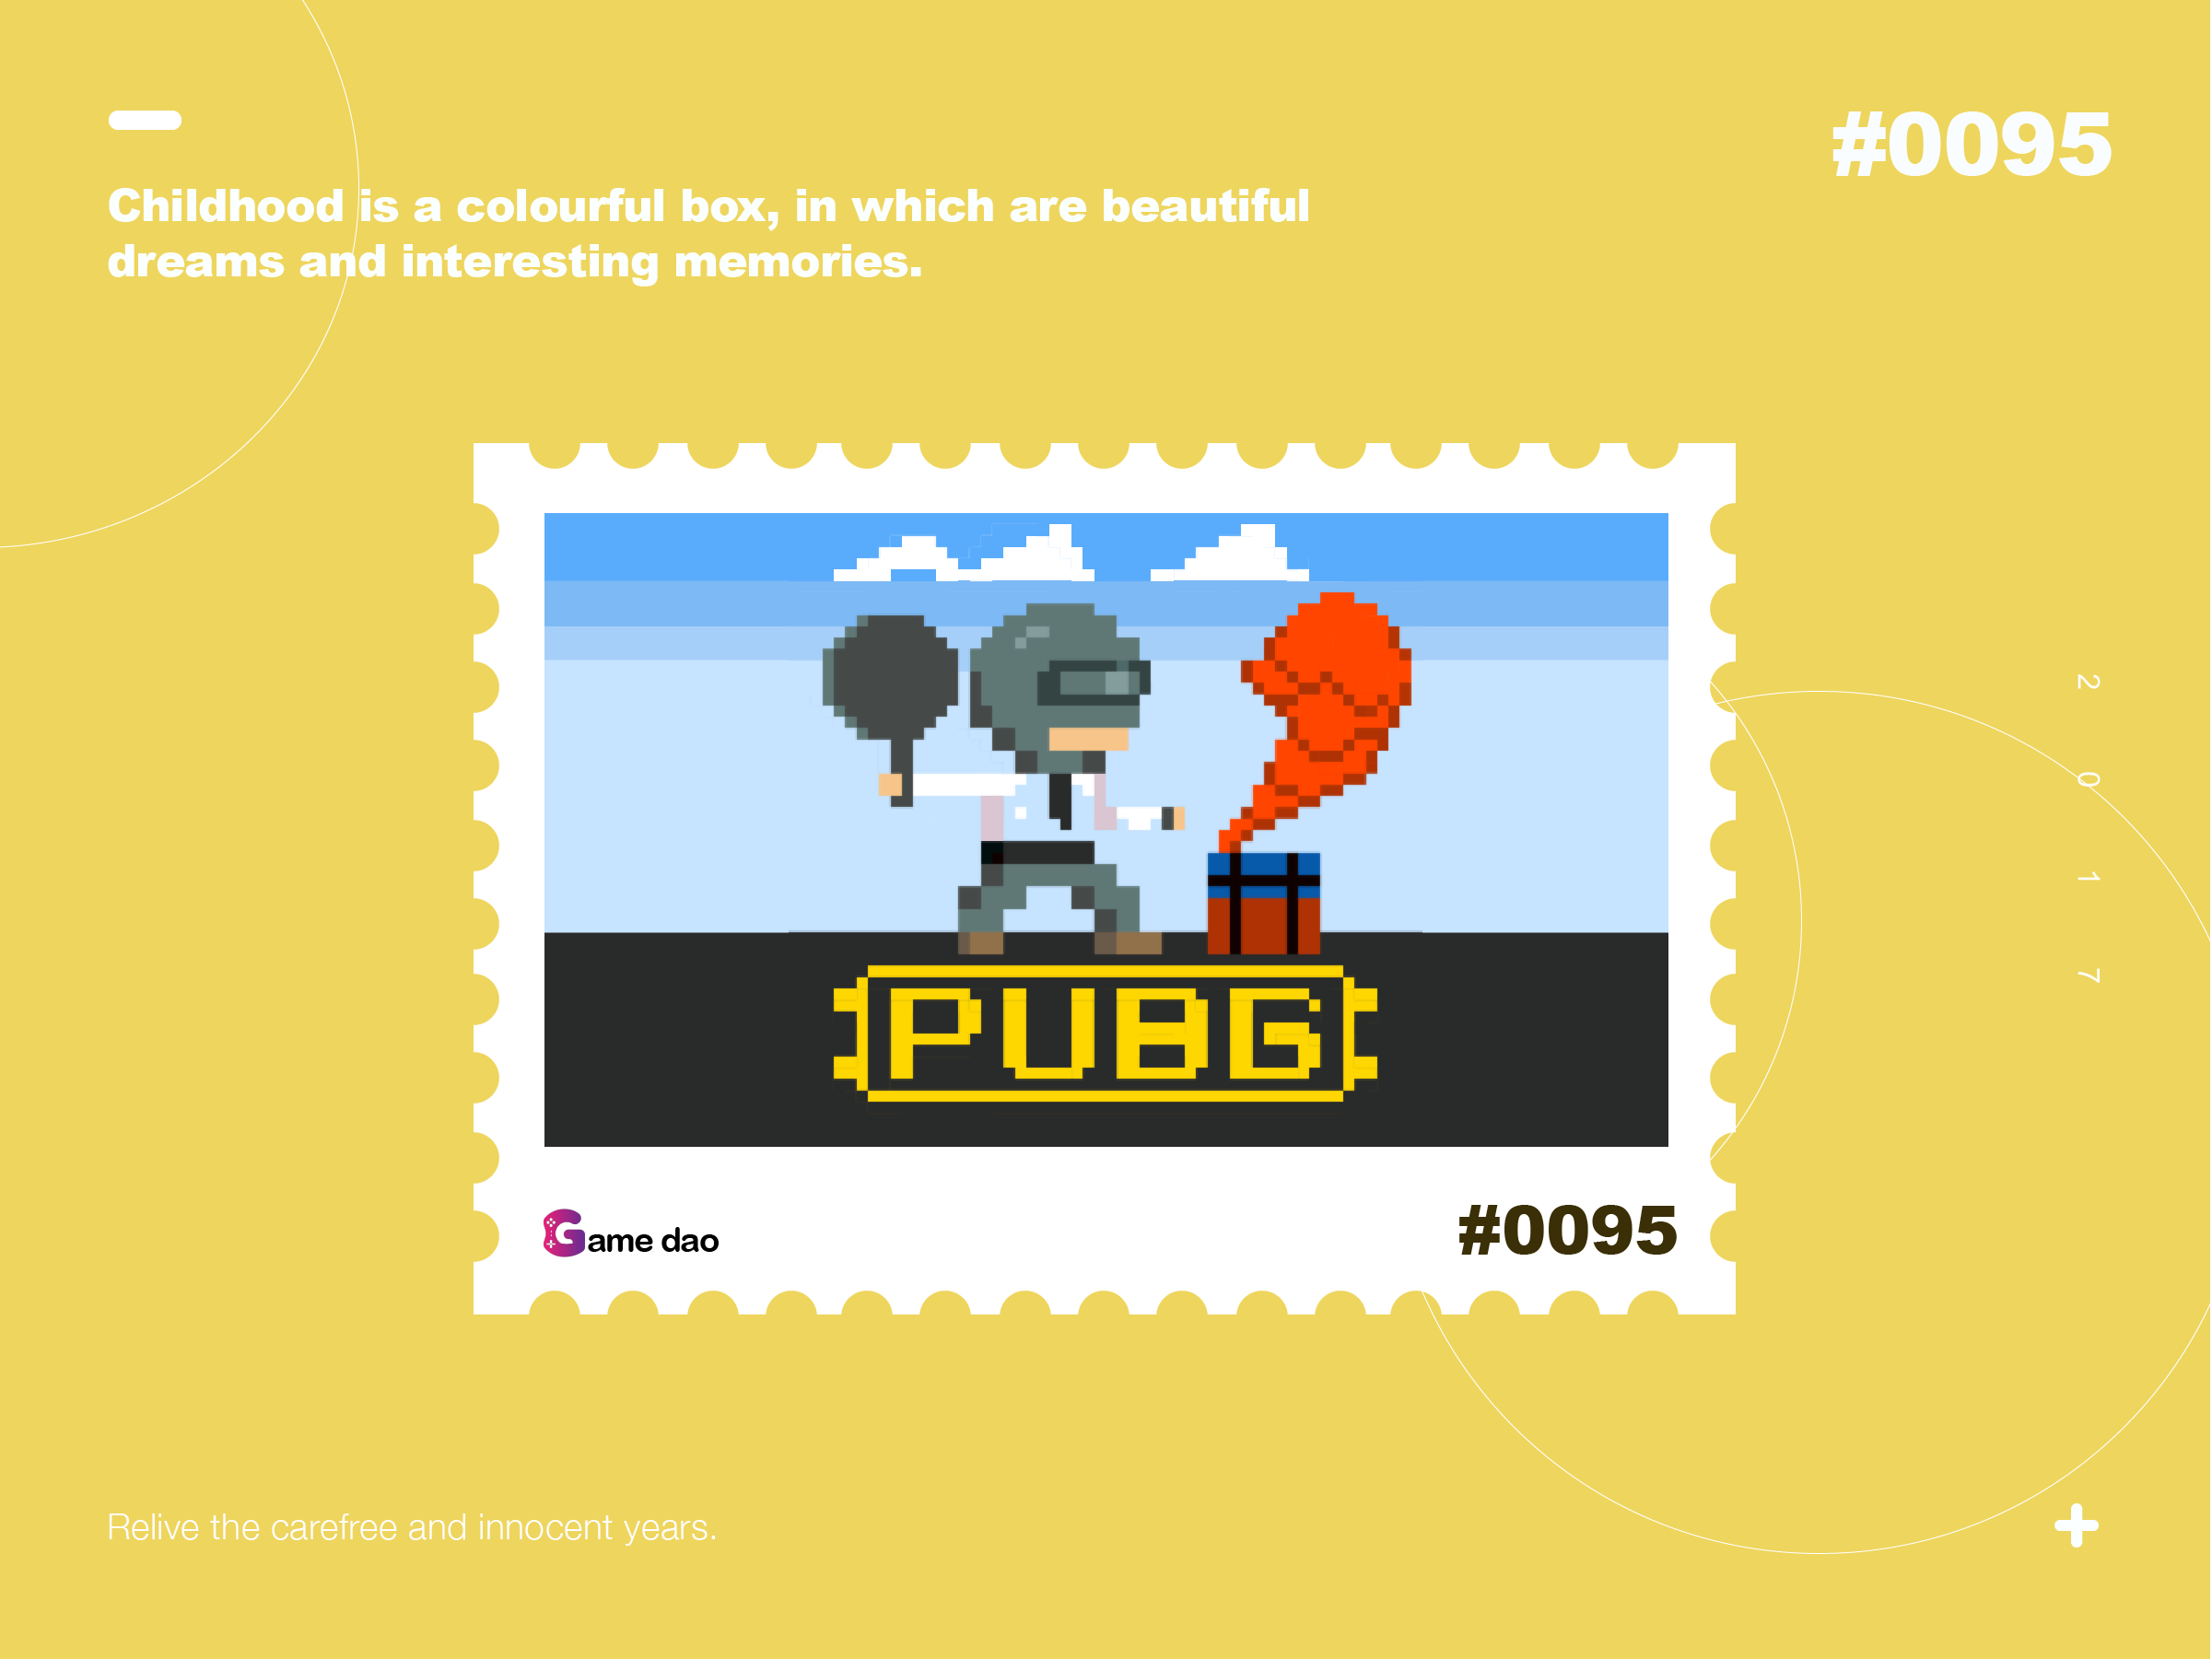 #0095
Childhood is a colourful box, in which are beautiful
dreams and interesting memories.
2 0 1 7
PUBG
Game dao
#0095
Relive the carefree and innocent years.